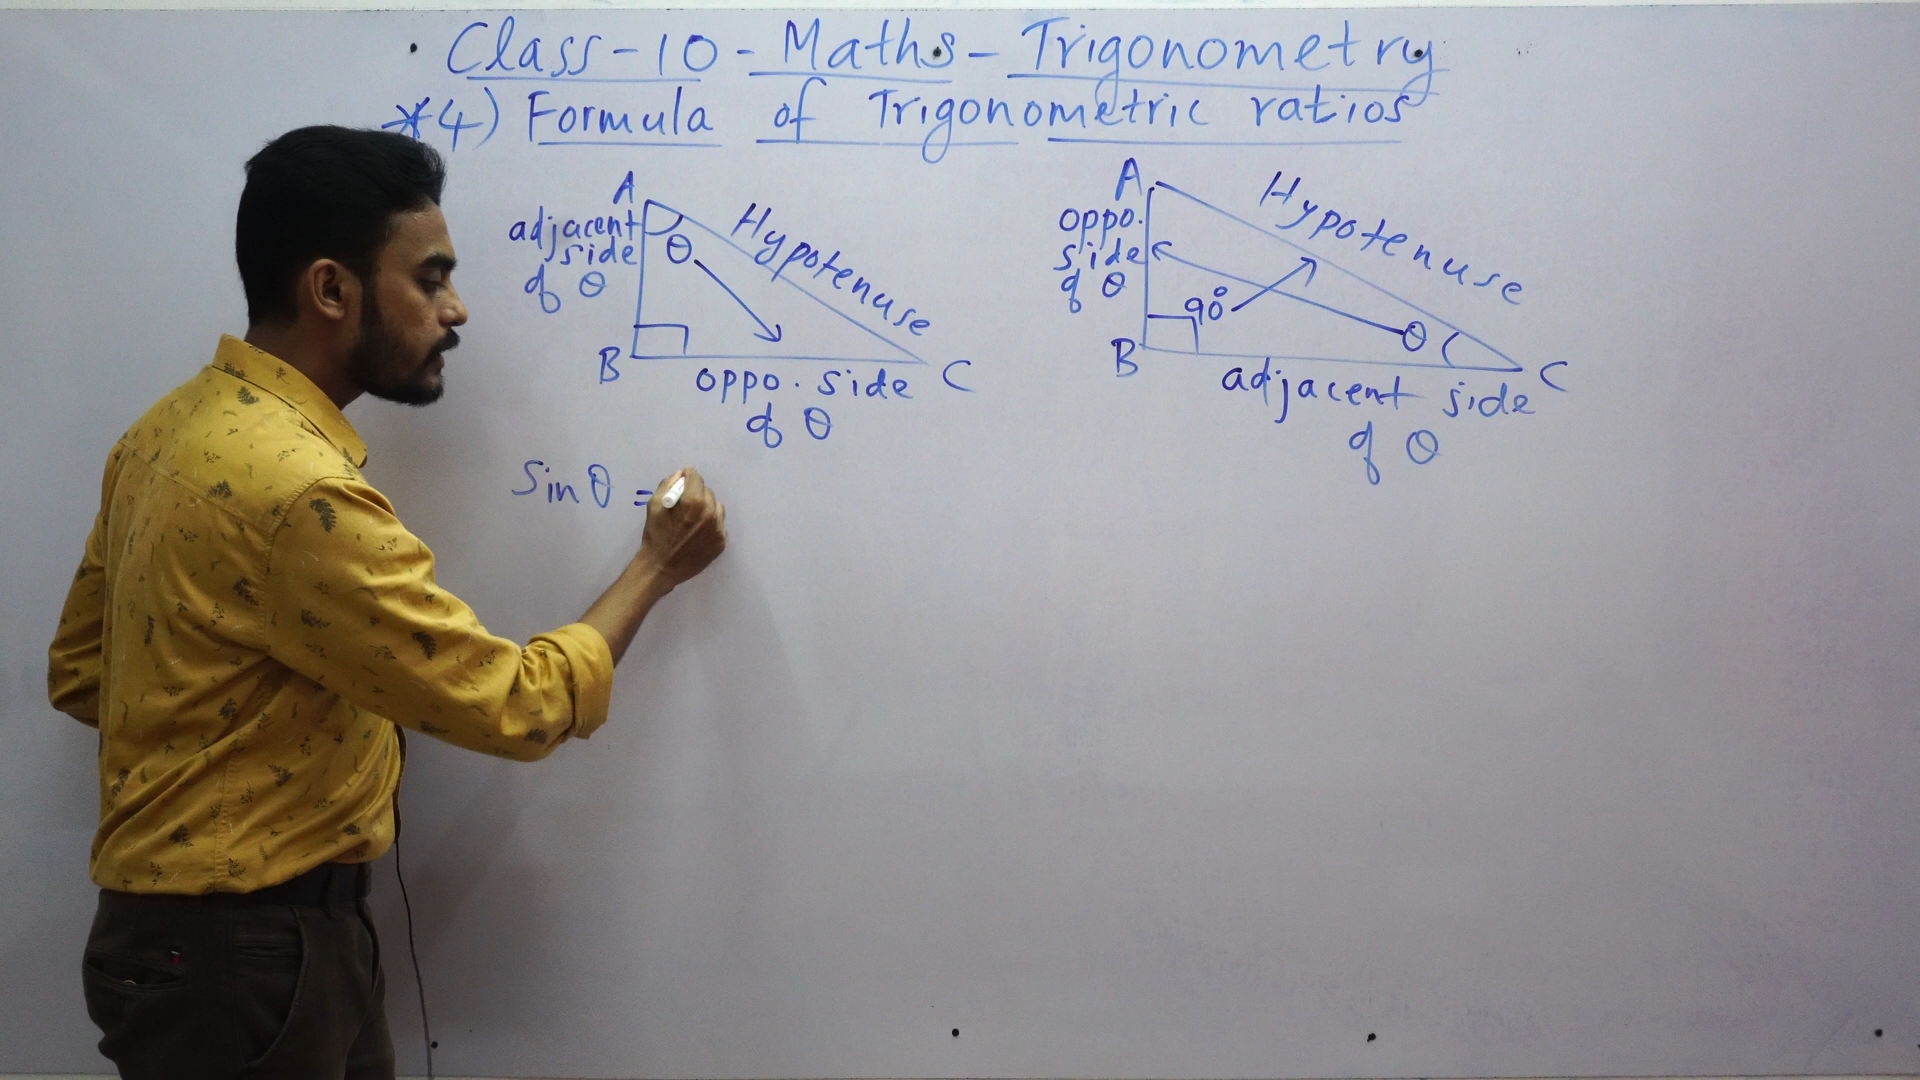 Class-10-Maths-Trigonometry
*4) Formula of Trigonometric ratios
A
adjacent
side
of θ
θ
Hypotenuse
B
oppo. side
of θ
C
A
oppo.
side
of θ
Hypotenuse
90°
θ
B
adjacent side
of θ
C
Sin θ =